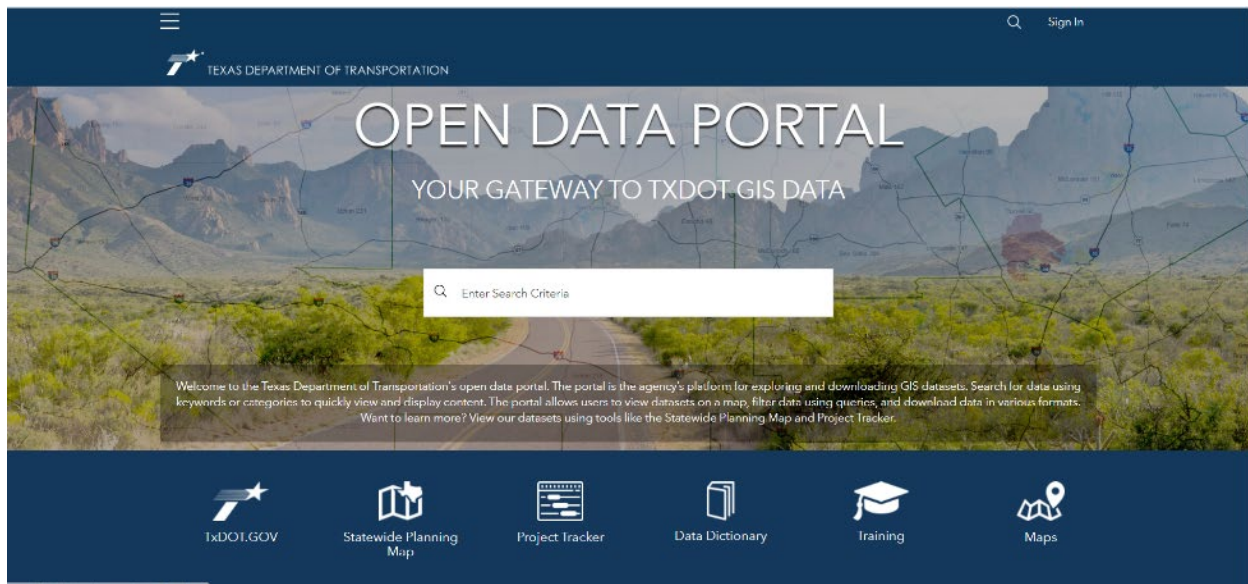 Sign In
TEXAS DEPARTMENT OF TRANSPORTATION
OPEN DATA PORTAL
YOUR GATEWAY TO TXDOT GIS DATA
Enter Search Criteria
Welcome to the Texas Department of Transportation's open data portal. The portal is the agency's platform for exploring and downloading GIS datasets. Search for data using
keywords or categories to quickly view and display content. The portal allows users to view datasets on a map, filter data using queries, and download data in various formats.
Want to learn more? View our datasets using tools like the Statewide Planning Map and Project Tracker.
TxDOT.GOV
Statewide Planning
Map
Project Tracker
Data Dictionary
Training
Maps